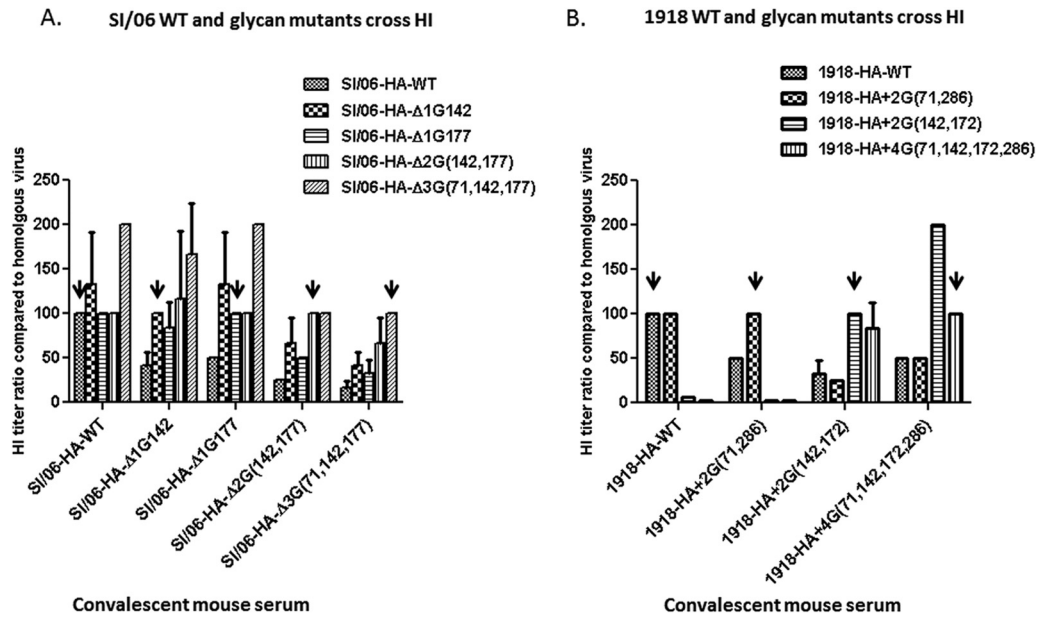 A.
SI/06 WT and glycan mutants cross HI
SI/06-HA-WT
SI/06-HA-Δ1G142
SI/06-HA-Δ1G177
SI/06-HA-Δ2G(142,177)
SI/06-HA-Δ3G(71,142,177)
HI titer ratio compared to homolgous virus
250
200
150
100
50
0
SI/06-HA-WT
SI/06-HA-Δ1G142
SI/06-HA-Δ1G177
SI/06-HA-Δ2G(142,177)
SI/06-HA-Δ3G(71,142,177)
Convalescent mouse serum
B.
1918 WT and glycan mutants cross HI
1918-HA-WT
1918-HA+2G(71,286)
1918-HA+2G(142,172)
1918-HA+4G(71,142,172,286)
HI titer ratio compared to homolgous virus
250
200
150
100
50
0
1918-HA-WT
1918-HA+2G(71,286)
1918-HA+2G(142,172)
1918-HA+4G(71,142,172,286)
Convalescent mouse serum